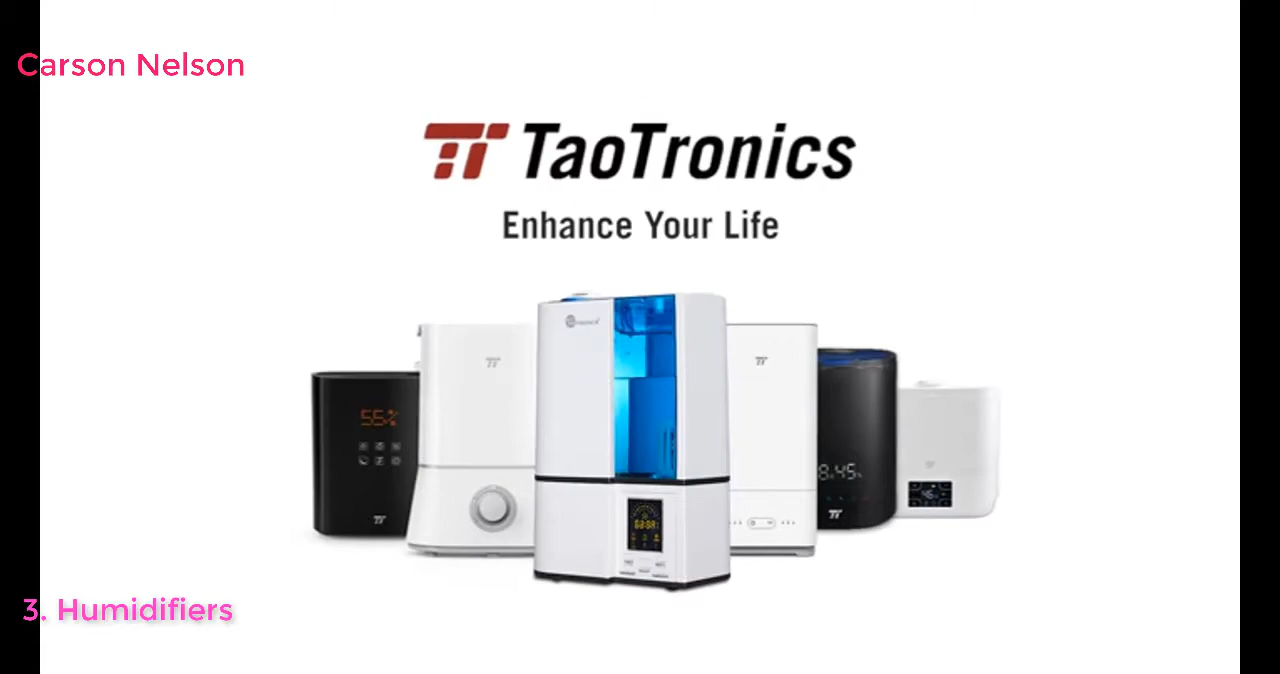 Carson Nelson
TaoTronics
Enhance Your Life
55%
8.45%
3. Humidifiers